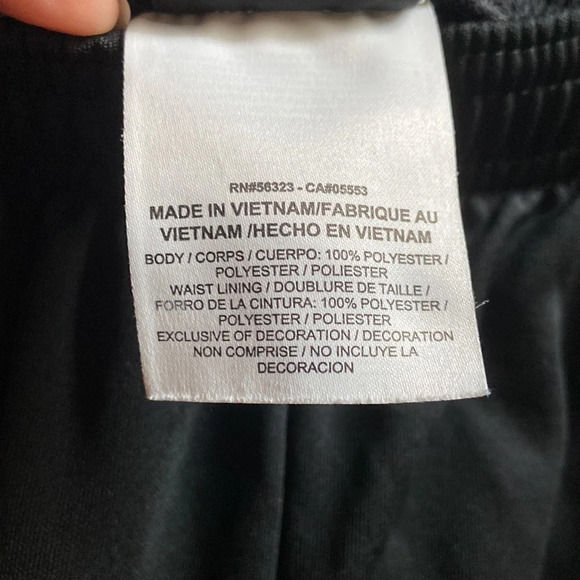 RN#56323 - CA#05553
MADE IN VIETNAM/FABRIQUE AU
VIETNAM /HECHO EN VIETNAM
BODY / CORPS / CUERPO: 100% POLYESTER /
POLYESTER / POLIESTER
WAIST LINING / DOUBLURE DE TAILLE /
FORRO DE LA CINTURA: 100% POLYESTER /
POLYESTER / POLIESTER
EXCLUSIVE OF DECORATION / DECORATION
NON COMPRISE / NO INCLUYE LA
DECORACION